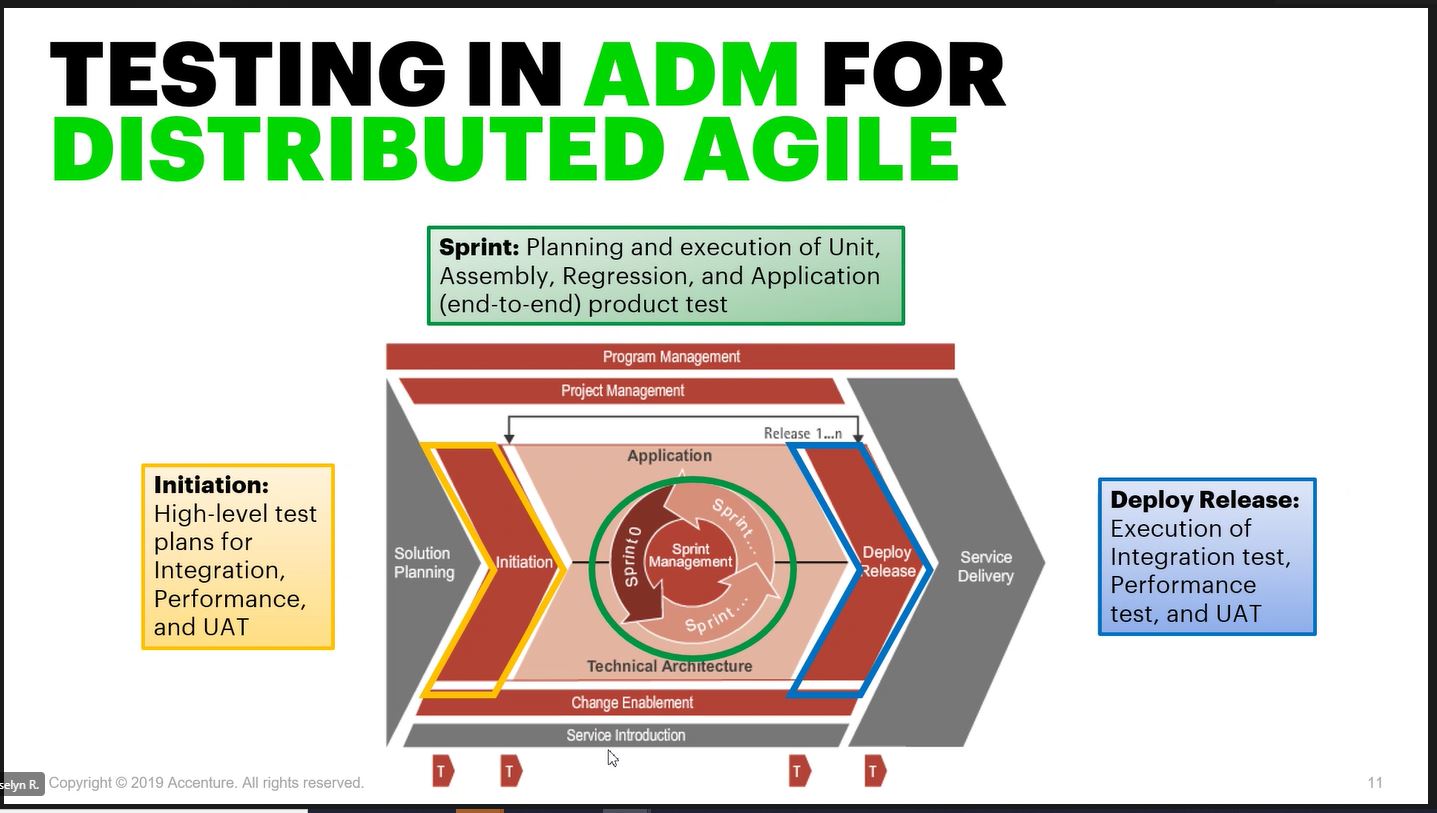 TESTING IN ADM FOR
DISTRIBUTED AGILE
Sprint: Planning and execution of Unit,
Assembly, Regression, and Application
(end-to-end) product test
Program Management
Project Management
Release 1...n
Application
Initiation:
High-level test
plans for
Integration,
Performance,
and UAT
Solution
Planning
Initiation
Sprint 0
Sprint...
Sprint
Management
Sprint...
Deploy
Release
Service
Delivery
Deploy Release:
Execution of
Integration test,
Performance
test, and UAT
Technical Architecture
Change Enablement
Service Introduction
T
T
T
T
selyn R.
Copyright © 2019 Accenture. All rights reserved.
11